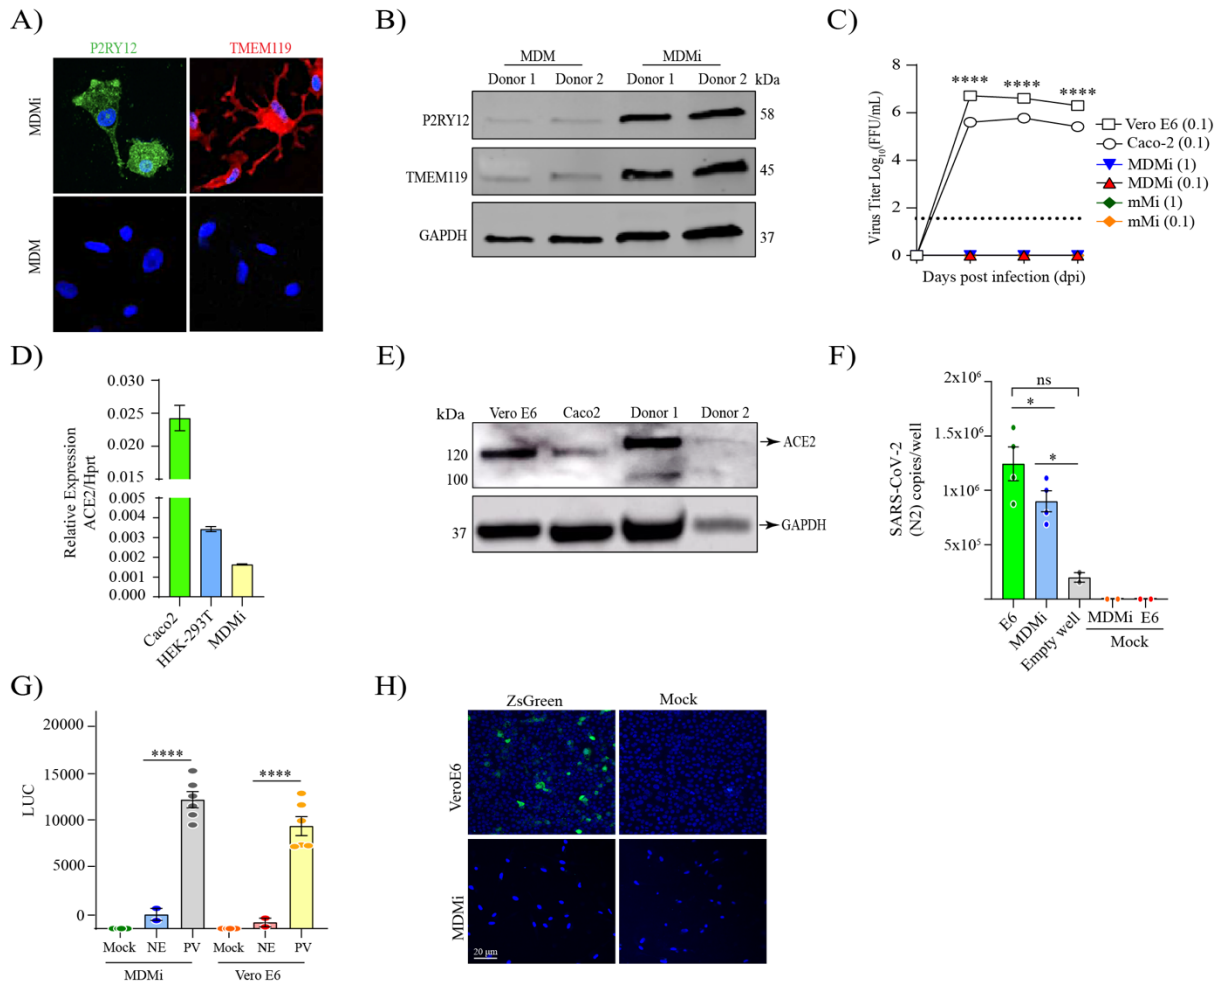 A)
P2RY12
TMEM119
MDMi
MDM
B)
MDM
MDMi
Donor 1
Donor 2
Donor 1
Donor 2
kDa
P2RY12
58
TMEM119
45
GAPDH
37
C)
Virus Titer Log10(FFU/mL)
8
6
4
2
0
**** **** ****
Days post infection (dpi)
Vero E6 (0.1)
Caco-2 (0.1)
MDMi (1)
MDMi (0.1)
mMi (1)
mMi (0.1)
D)
Relative Expression
ACE2/Hprt
0.030
0.025
0.020
0.015
0.005
0.004
0.003
0.002
0.001
0.000
Caco2
HEK-293T
MDMi
E)
kDa
Vero E6
Caco2
Donor 1
Donor 2
120
100
ACE2
37
GAPDH
F)
SARS-CoV-2
(N2) copies/well
2x10⁶
1.5x10⁶
1x10⁶
5x10⁵
0
ns
*
*
E6
MDMi
Empty well
MDMi E6
Mock
G)
LUC
20000
15000
10000
5000
0
****
****
Mock
NE
PV
Mock
NE
PV
MDMi
Vero E6
H)
ZsGreen
Mock
VeroE6
MDMi
20 µm